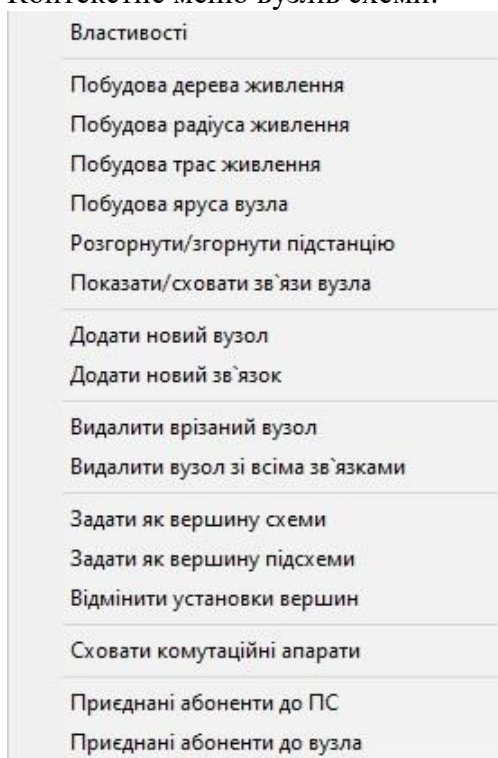 Контекстне меню вузлів схеми:
Властивості
Побудова дерева живлення
Побудова радіуса живлення
Побудова трас живлення
Побудова яруса вузла
Розгорнути/згорнути підстанцію
Показати/сховати зв`язи вузла
Додати новий вузол
Додати новий зв`язок
Видалити врізаний вузол
Видалити вузол зі всіма зв`язками
Задати як вершину схеми
Задати як вершину підсхеми
Відмінити установки вершин
Сховати комутаційні апарати
Приєднані абоненти до ПС
Приєднані абоненти до вузла